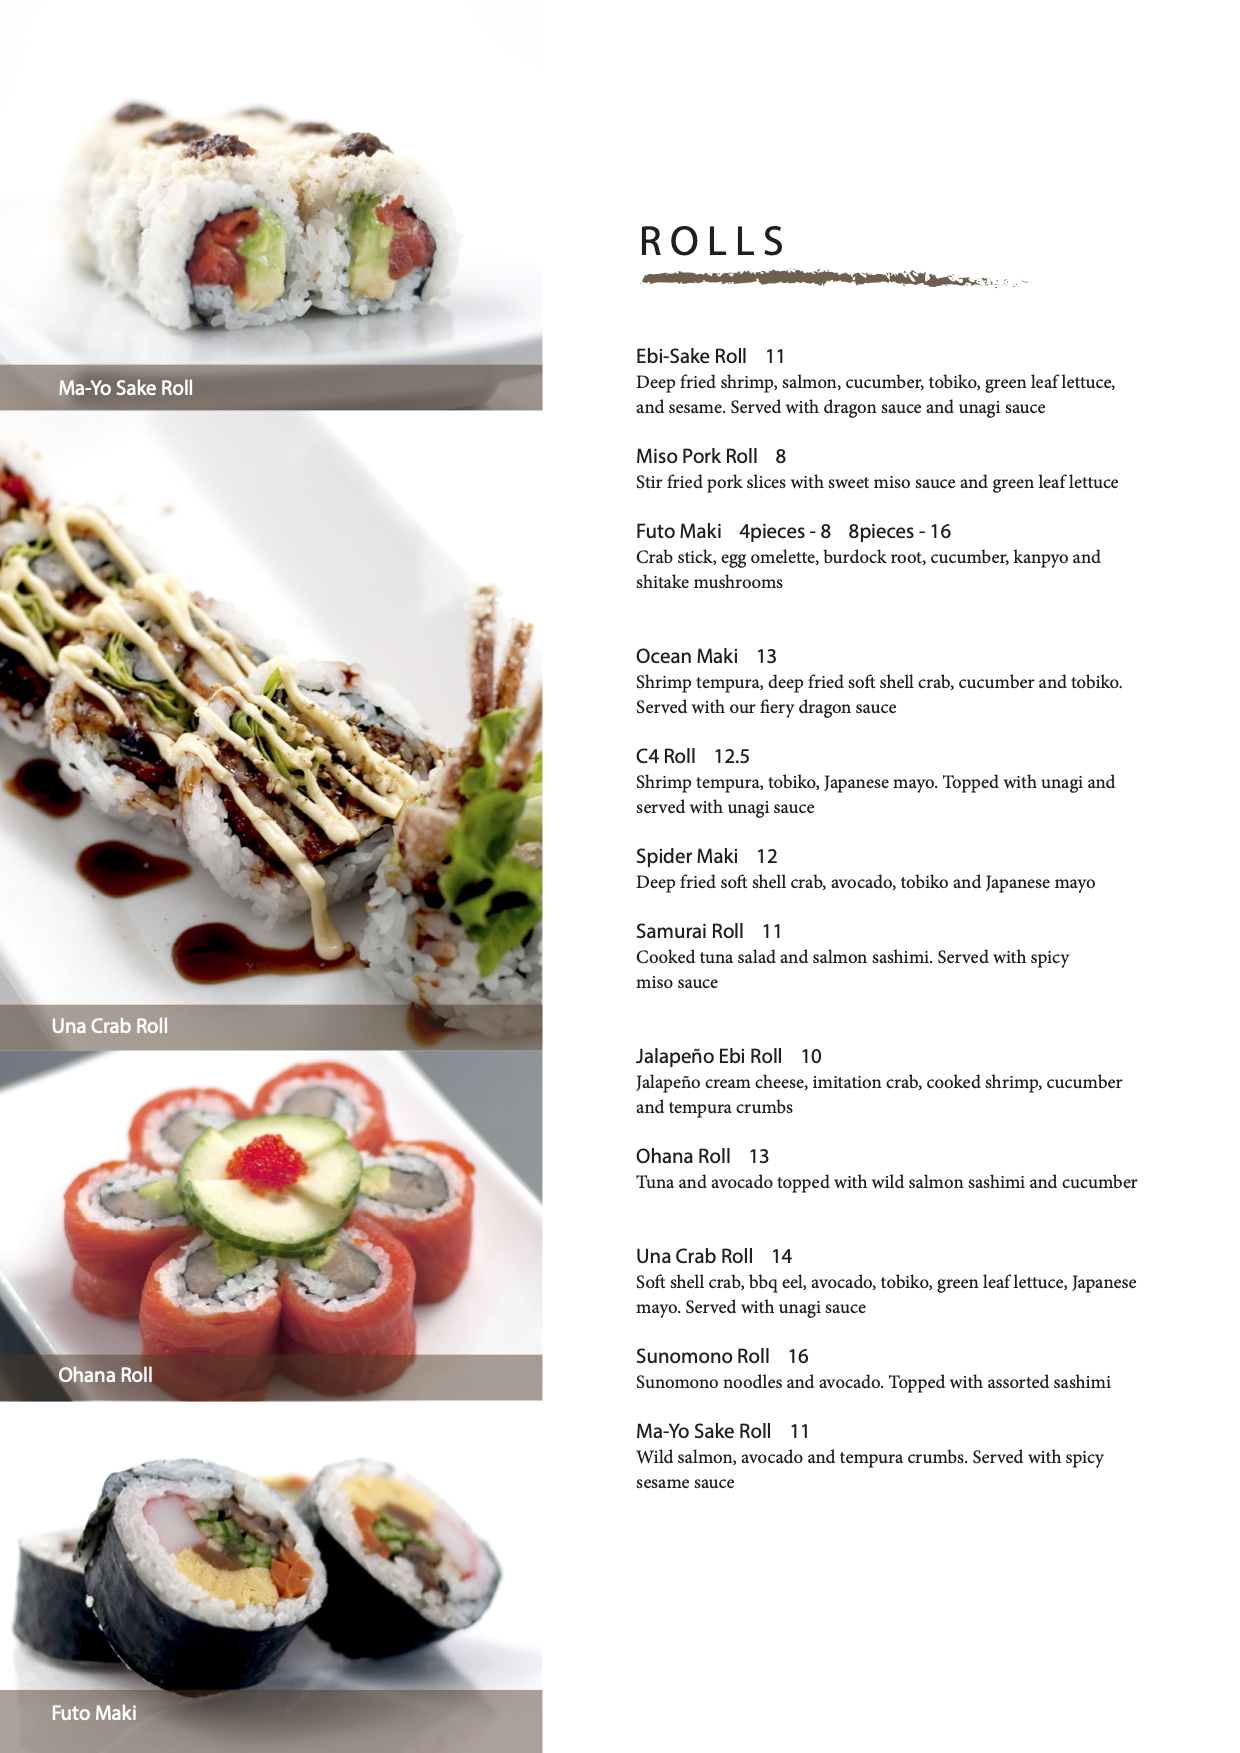 Ma-Yo Sake Roll
Una Crab Roll
Ohana Roll
Futo Maki
ROLLS
Ebi-Sake Roll 11
Deep fried shrimp, salmon, cucumber, tobiko, green leaf lettuce,
and sesame. Served with dragon sauce and unagi sauce
Miso Pork Roll 8
Stir fried pork slices with sweet miso sauce and green leaf lettuce
Futo Maki 4pieces - 8 8pieces - 16
Crab stick, egg omelette, burdock root, cucumber, kanpyo and
shitake mushrooms
Ocean Maki 13
Shrimp tempura, deep fried soft shell crab, cucumber and tobiko.
Served with our fiery dragon sauce
C4 Roll 12.5
Shrimp tempura, tobiko, Japanese mayo. Topped with unagi and
served with unagi sauce
Spider Maki 12
Deep fried soft shell crab, avocado, tobiko and Japanese mayo
Samurai Roll 11
Cooked tuna salad and salmon sashimi. Served with spicy
miso sauce
Jalapeño Ebi Roll 10
Jalapeño cream cheese, imitation crab, cooked shrimp, cucumber
and tempura crumbs
Ohana Roll 13
Tuna and avocado topped with wild salmon sashimi and cucumber
Una Crab Roll 14
Soft shell crab, bbq eel, avocado, tobiko, green leaf lettuce, Japanese
mayo. Served with unagi sauce
Sunomono Roll 16
Sunomono noodles and avocado. Topped with assorted sashimi
Ma-Yo Sake Roll 11
Wild salmon, avocado and tempura crumbs. Served with spicy
sesame sauce